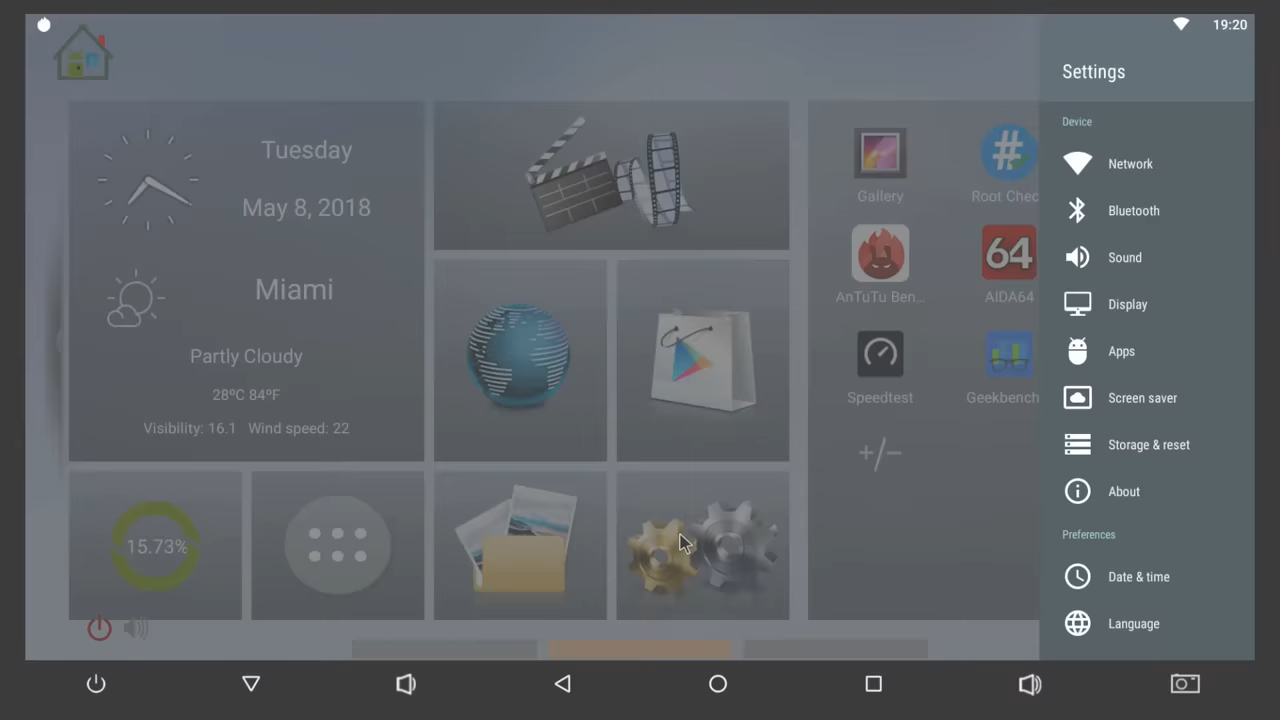 19:20
Settings
Device
Network
Bluetooth
Sound
Display
Apps
Screen saver
Storage & reset
About
Preferences
Date & time
Language
Tuesday
May 8, 2018
Miami
Partly Cloudy
28ºC 84ºF
Visibility: 16.1 Wind speed: 22
15.73%
Gallery
Root Chec
AnTuTu Ben...
64
AIDA64
Speedtest
Geekbench
+/−
#